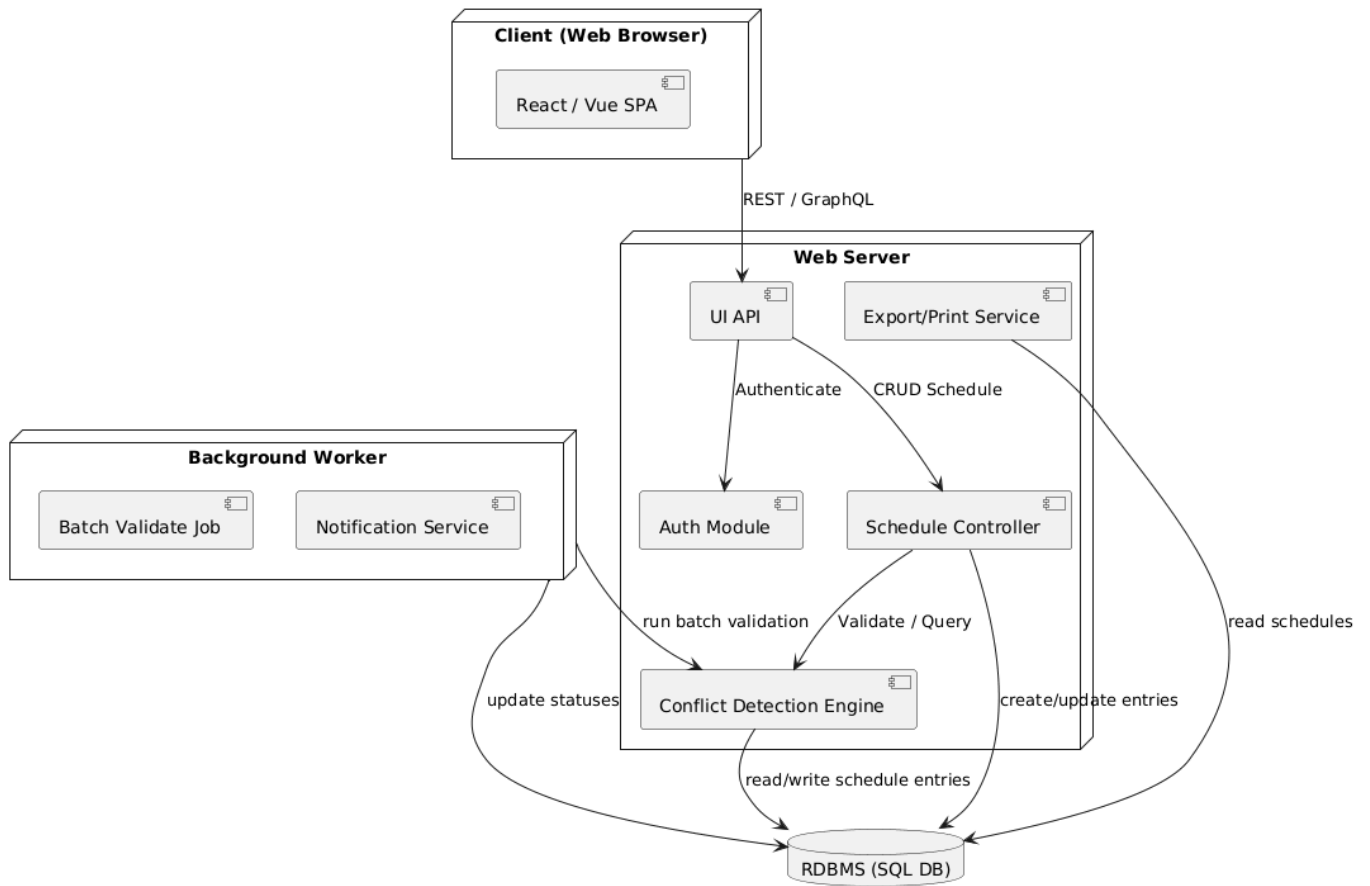 Client (Web Browser)
React / Vue SPA
REST / GraphQL
Web Server
UI API
Export/Print Service
Authenticate
CRUD Schedule
Background Worker
Batch Validate Job
Notification Service
Auth Module
Schedule Controller
run batch validation
Validate / Query
read schedules
update statuses
Conflict Detection Engine
create/update entries
read/write schedule entries
RDBMS (SQL DB)